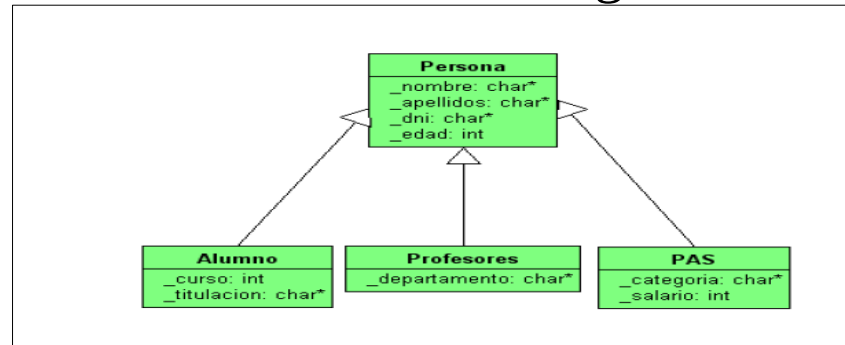 Persona
_nombre: char*
_apellidos: char*
_dni: char*
_edad: int
Alumno
_curso: int
_titulacion: char*
Profesores
_departamento: char*
PAS
_categoria: char*
_salario: int